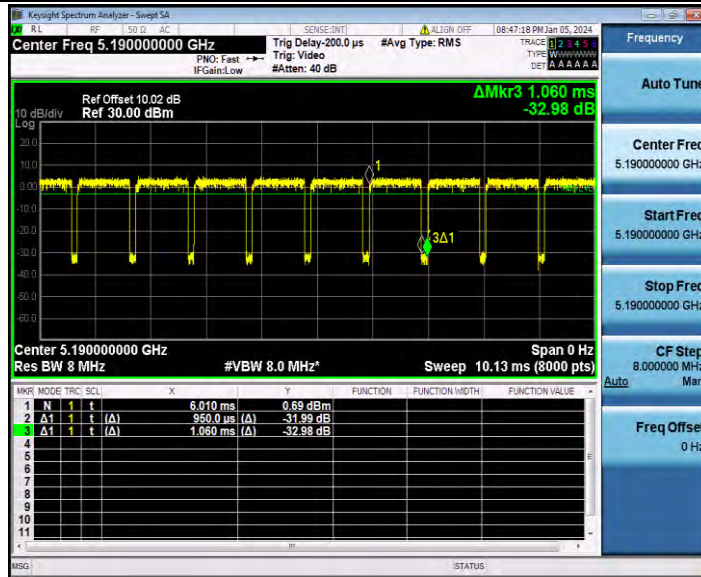 Keysight Spectrum Analyzer - Swept SA
RL RF 50 Ω AC SENSE:INT ALIGN OFF 08:47:18 PM Jan 05, 2024
Center Freq 5.190000000 GHz
PNO: Fast
IFGain:Low
Trig Delay-200.0 µs
Trig: Video
#Atten: 40 dB
#Avg Type: RMS
TRACE 1 2 3 4 5 6
TYPE
DET A A A A A A
ΔMkr3 1.060 ms
-32.98 dB
Ref Offset 10.02 dB
10 dB/div Ref 30.00 dBm
Log
20.0
10.0
0.00
-10.0
-20.0
-30.0
-40.0
-50.0
-60.0
1
3Δ1
Center 5.190000000 GHz Span 0 Hz
Res BW 8 MHz #VBW 8.0 MHz* Sweep 10.13 ms (8000 pts)
MKR MODE TRC SCL X Y FUNCTION FUNCTION WIDTH FUNCTION VALUE
1 N 1 t 6.010 ms 0.69 dBm
2 Δ1 1 t (Δ) 950.0 µs (Δ) -31.99 dB
3 Δ1 1 t (Δ) 1.060 ms (Δ) -32.98 dB
4
5
6
7
8
9
10
11
MSG STATUS
Frequency
Auto Tune
Center Freq
5.190000000 GHz
Start Freq
5.190000000 GHz
Stop Freq
5.190000000 GHz
CF Step
8.000000 MHz
Auto Man
Freq Offset
0 Hz